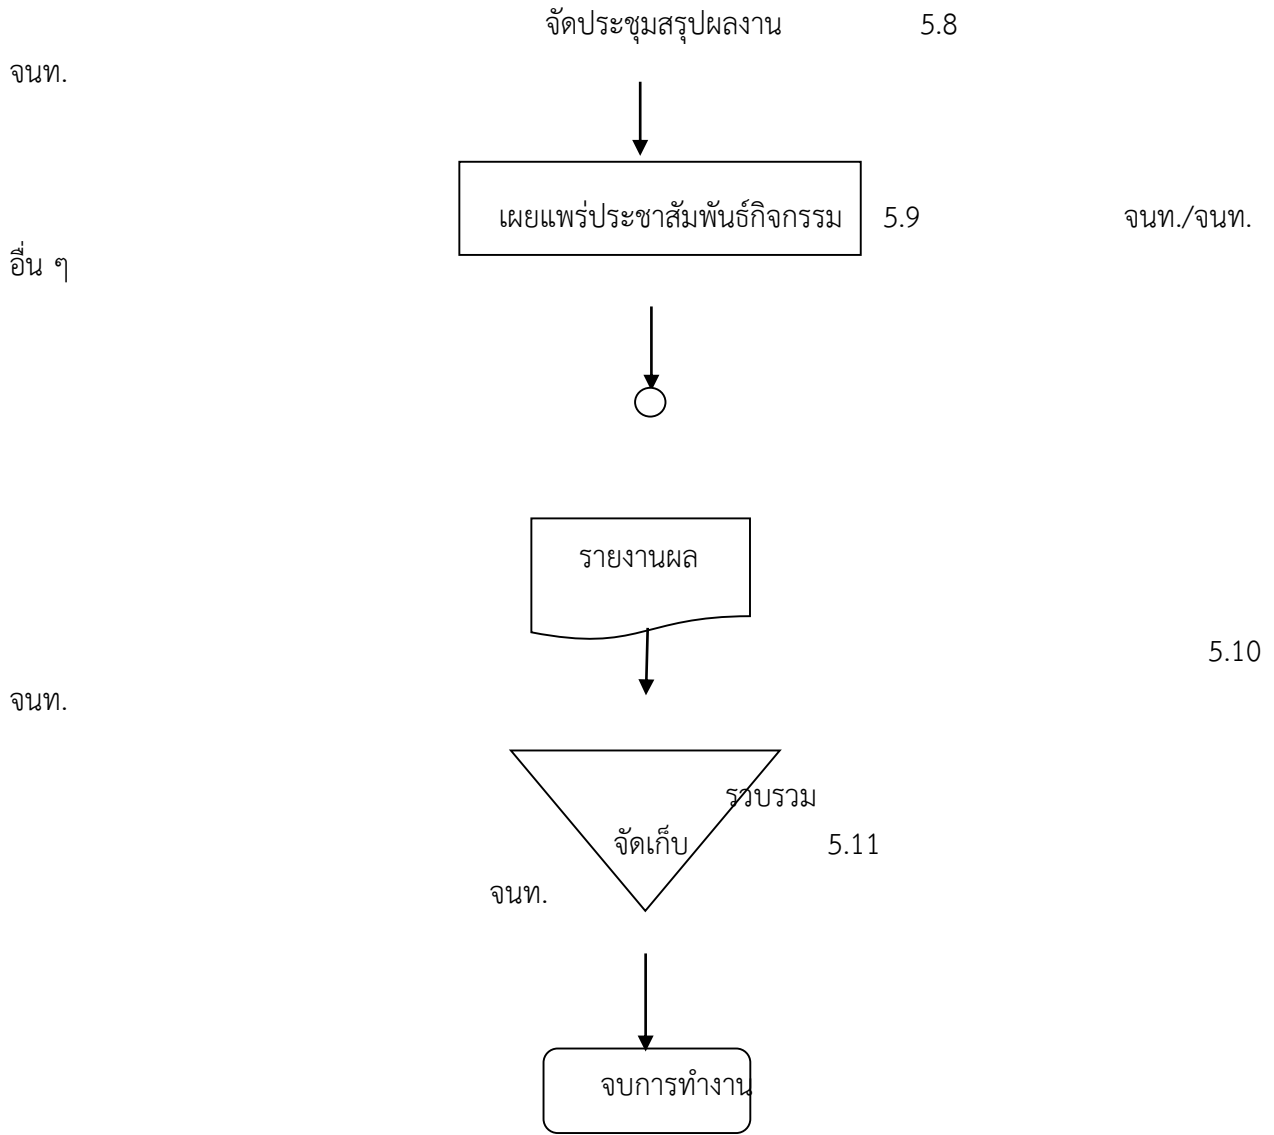 จัดประชุมสรุปผลงาน 5.8
จนท.
เผยแพร่ประชาสัมพันธ์กิจกรรม 5.9 จนท./จนท.
อื่น ๆ
รายงานผล
5.10
จนท.
รวบรวม
จัดเก็บ 5.11
จนท.
จบการทำงาน